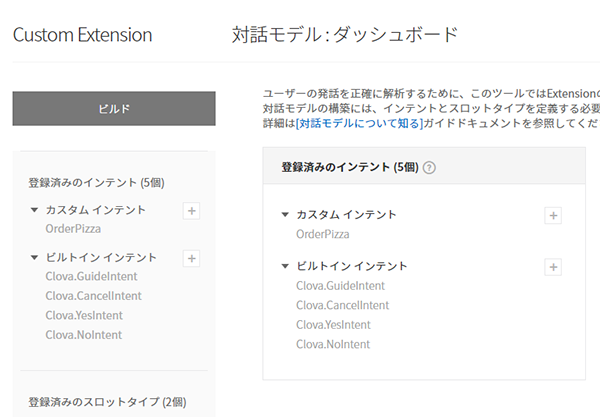 Custom Extension
対話モデル : ダッシュボード
ビルド
登録済みのインテント (5個)
カスタム インテント
OrderPizza
ビルトイン インテント
Clova.GuideIntent
Clova.CancelIntent
Clova.YesIntent
Clova.NoIntent
登録済みのスロットタイプ (2個)
ユーザーの発話を正確に解析するために、このツールではExtensionの
対話モデルの構築には、インテントとスロットタイプを定義する必要
詳細は[対話モデルについて知る]ガイドドキュメントを参照してくだ
登録済みのインテント (5個) ?
カスタム インテント
OrderPizza
ビルトイン インテント
Clova.GuideIntent
Clova.CancelIntent
Clova.YesIntent
Clova.NoIntent